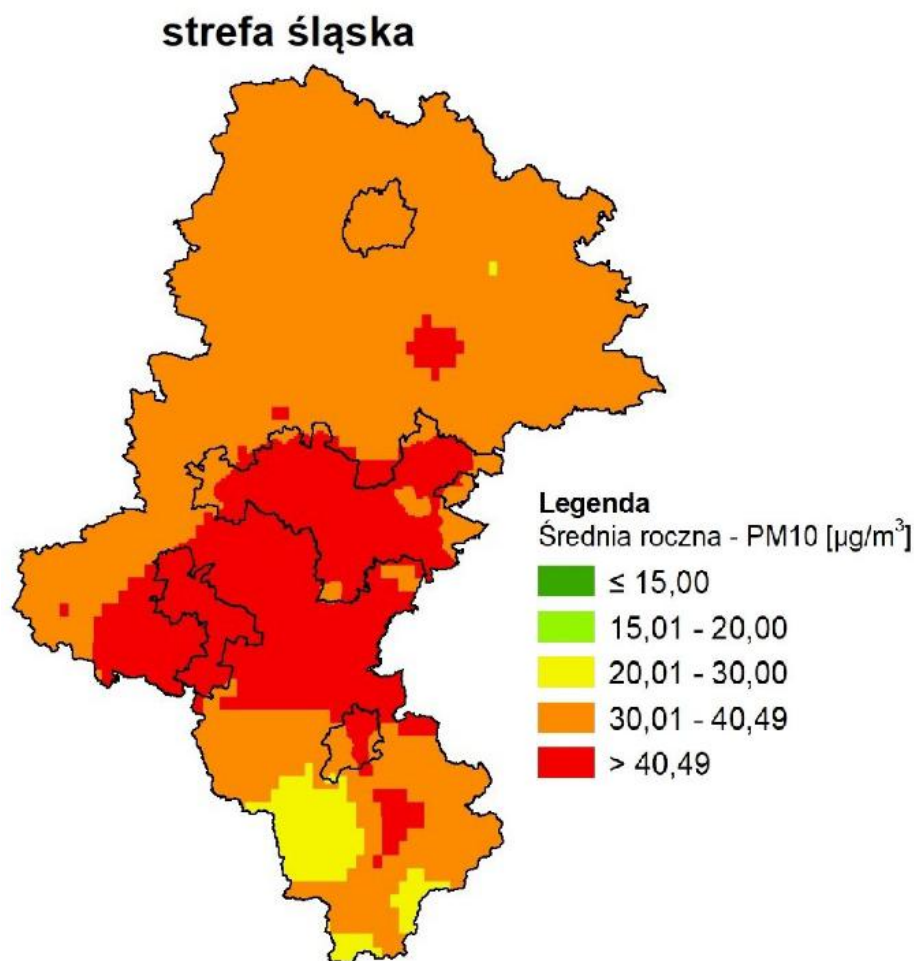 strefa śląska
Legenda
Średnia roczna - PM10 [µg/m³]
≤ 15,00
15,01 - 20,00
20,01 - 30,00
30,01 - 40,49
> 40,49